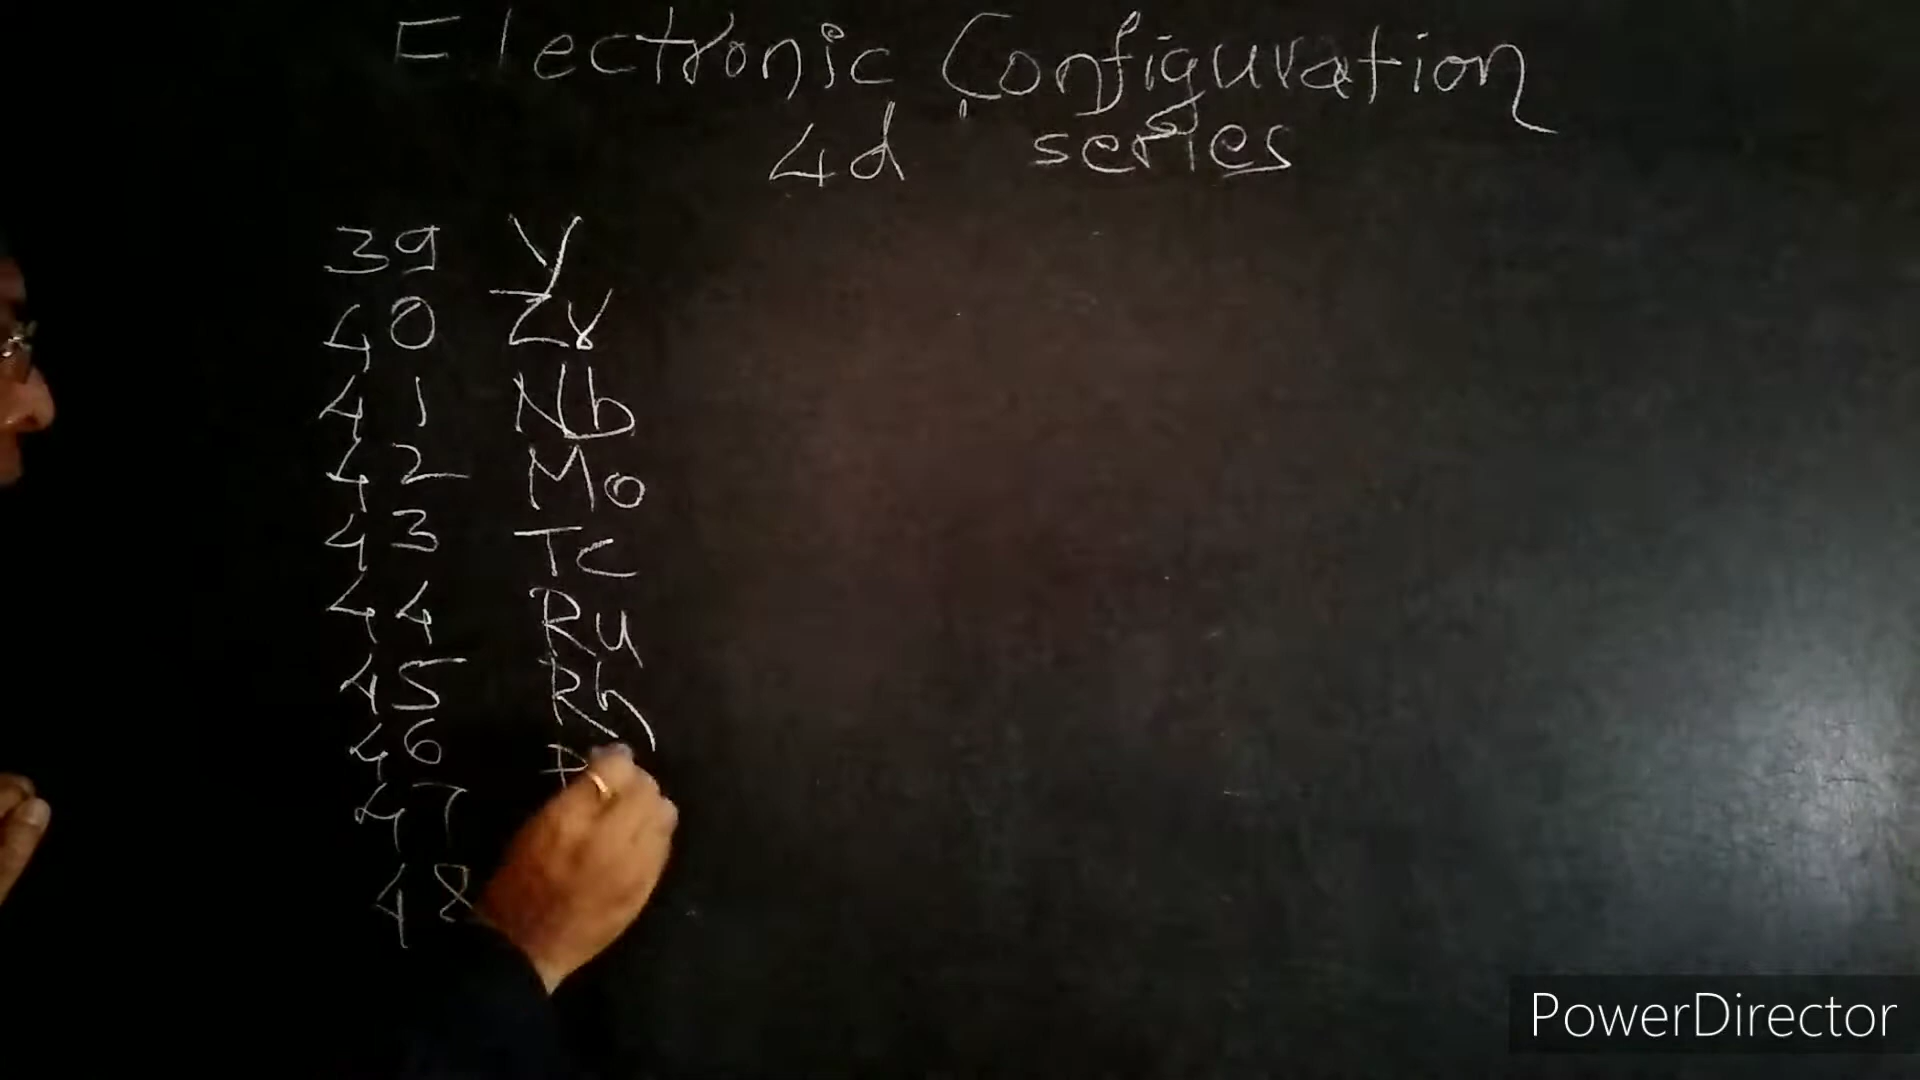 Electronic Configuration
4d series
39 Y
40 Zr
41 Nb
42 Mo
43 Tc
44 Ru
45 Rh
46 P
47
48
PowerDirector